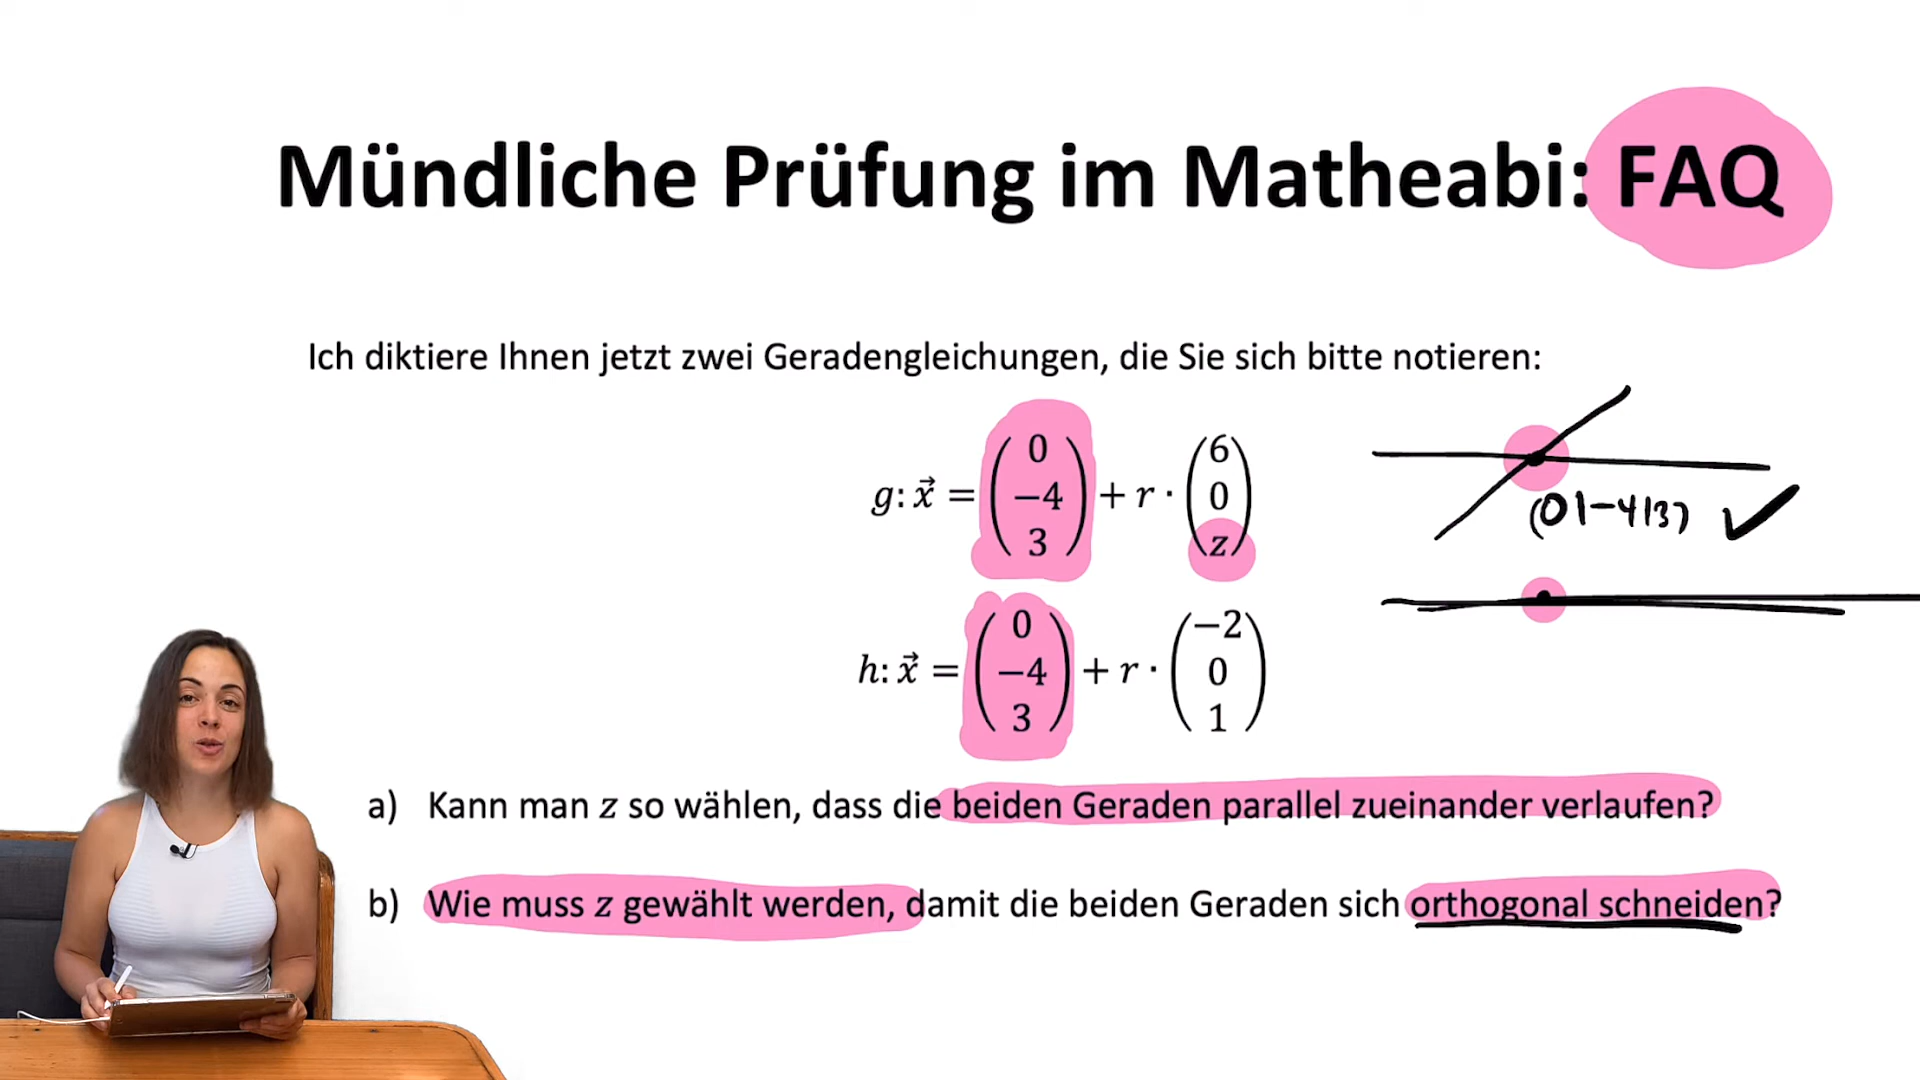 Mündliche Prüfung im Matheabi: FAQ
Ich diktiere Ihnen jetzt zwei Geradengleichungen, die Sie sich bitte notieren:
g: x⃗ = (0 −4 3) + r · (6 0 z)
(0|−4|3) ✓
h: x⃗ = (0 −4 3) + r · (−2 0 1)
a) Kann man z so wählen, dass die beiden Geraden parallel zueinander verlaufen?
b) Wie muss z gewählt werden, damit die beiden Geraden sich orthogonal schneiden?